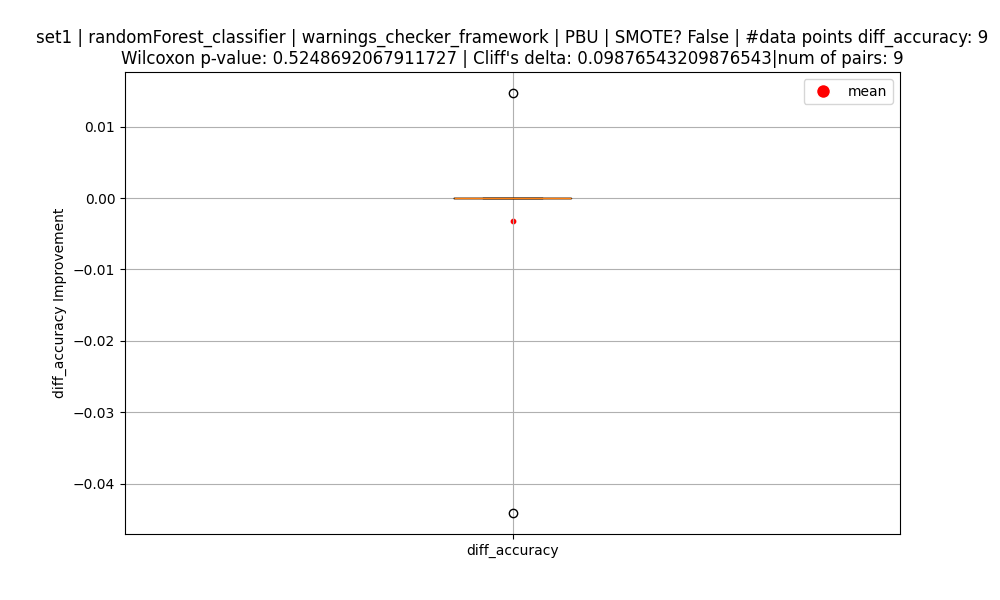 set1 | randomForest_classifier | warnings_checker_framework | PBU | SMOTE? False | #data points diff_accuracy: 9
Wilcoxon p-value: 0.5248692067911727 | Cliff's delta: 0.09876543209876543|num of pairs: 9
mean
0.01
0.00
−0.01
−0.02
−0.03
−0.04
diff_accuracy Improvement
diff_accuracy